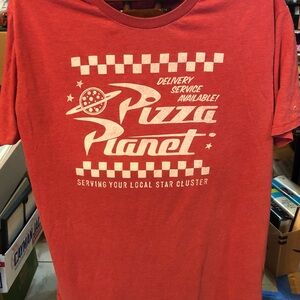 DELIVERY
SERVICE
AVAILABLE!
Pizza
Planet
SERVING YOUR LOCAL STAR CLUSTER